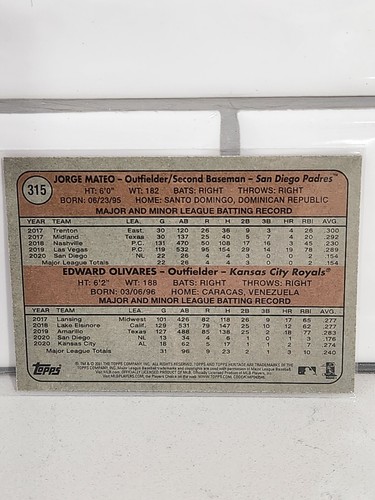 315
JORGE MATEO – Outfielder/Second Baseman – San Diego Padres™
HT: 6'0" WT: 182 BATS: RIGHT THROWS: RIGHT
BORN: 06/23/95 HOME: SANTO DOMINGO, DOMINICAN REPUBLIC
MAJOR AND MINOR LEAGUE BATTING RECORD
YEAR TEAM LEA. G AB R H 2B 3B HR RBI AVG.
2017 Trenton East. 30 120 26 36 9 3 4 26 .300
2017 Midland Texas 60 137 25 40 5 7 4 20 .292
2018 Nashville P.C. 131 470 50 108 17 16 3 45 .230
2019 Las Vegas P.C. 119 532 95 154 29 14 19 78 .289
2020 San Diego NL 22 26 4 4 3 0 0 2 .154
Major League Totals 22 26 4 4 3 0 0 2 .154
EDWARD OLIVARES – Outfielder – Kansas City Royals®
HT: 6'2" WT: 188 BATS: RIGHT THROWS: RIGHT
BORN: 03/06/96 HOME: CARACAS, VENEZUELA
MAJOR AND MINOR LEAGUE BATTING RECORD
YEAR TEAM LEA. G AB R H 2B 3B HR RBI AVG.
2017 Lansing Midwest 101 426 82 118 26 9 17 65 .277
2018 Lake Elsinore Calif. 129 531 79 147 25 10 12 62 .277
2019 Amarillo Texas 127 488 85 138 25 2 18 77 .283
2020 San Diego NL 13 34 4 6 1 0 1 3 .176
2020 Kansas City AL 18 62 5 17 1 1 2 7 .274
Major League Totals 31 96 9 23 2 1 3 10 .240
Topps